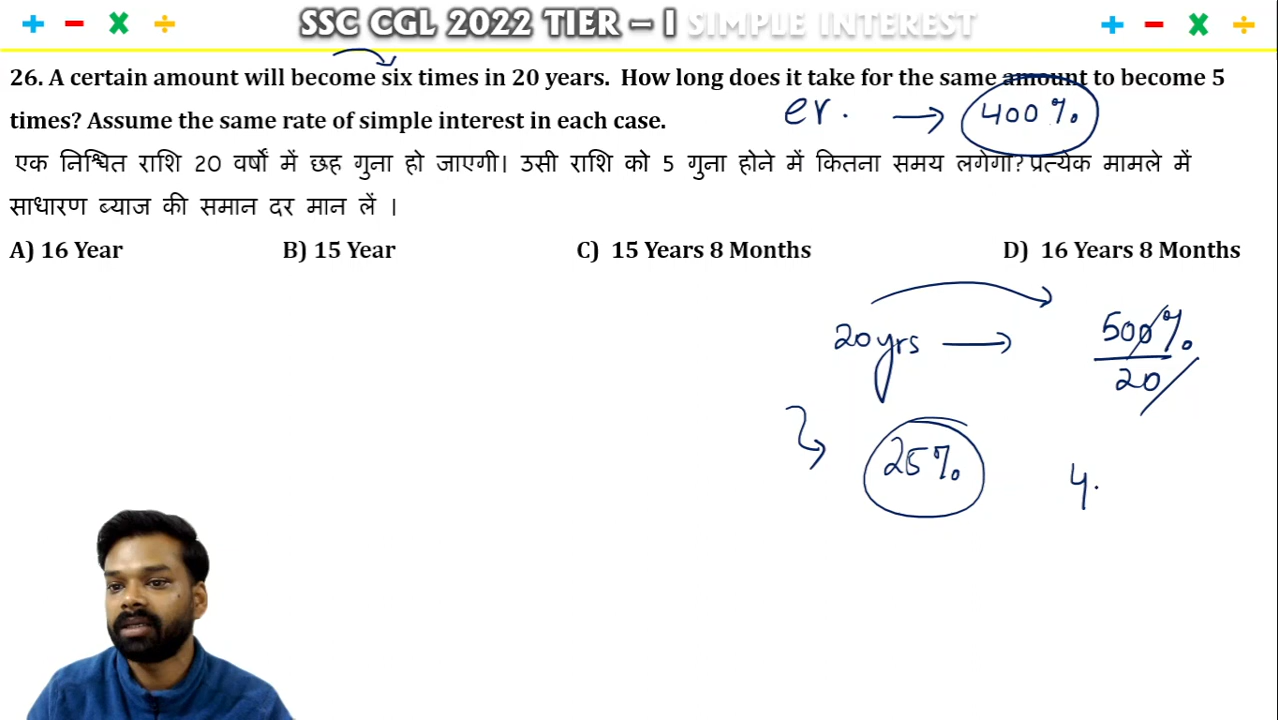 + - x ÷ SSC CGL 2022 TIER – I SIMPLE INTEREST + - x ÷
26. A certain amount will become six times in 20 years. How long does it take for the same amount to become 5
times? Assume the same rate of simple interest in each case.
er. → 400%
एक निश्चित राशि 20 वर्षों में छह गुना हो जाएगी। उसी राशि को 5 गुना होने में कितना समय लगेगा?प्रत्येक मामले में
साधारण ब्याज की समान दर मान लें ।
A) 16 Year B) 15 Year C) 15 Years 8 Months D) 16 Years 8 Months
20yrs → 500%
20
25% 4.